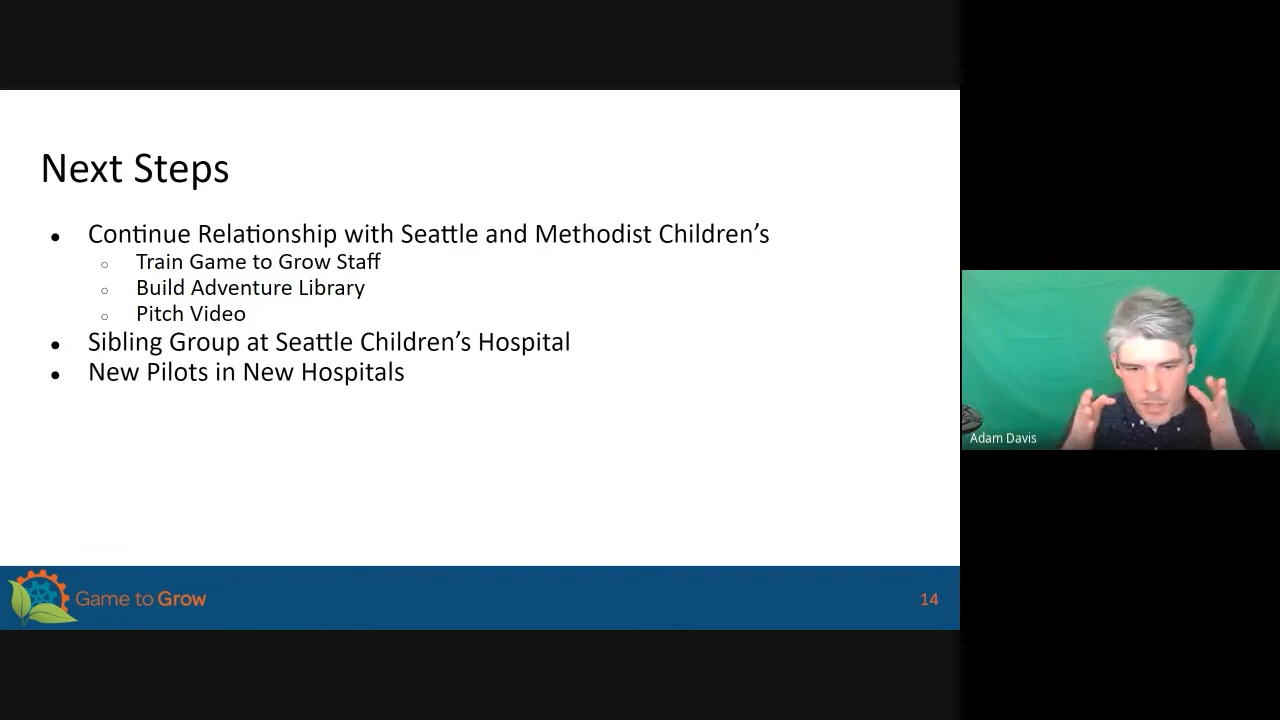 Next Steps
● Continue Relationship with Seattle and Methodist Children’s
○ Train Game to Grow Staff
○ Build Adventure Library
○ Pitch Video
● Sibling Group at Seattle Children’s Hospital
● New Pilots in New Hospitals
Adam Davis
Game to Grow
14